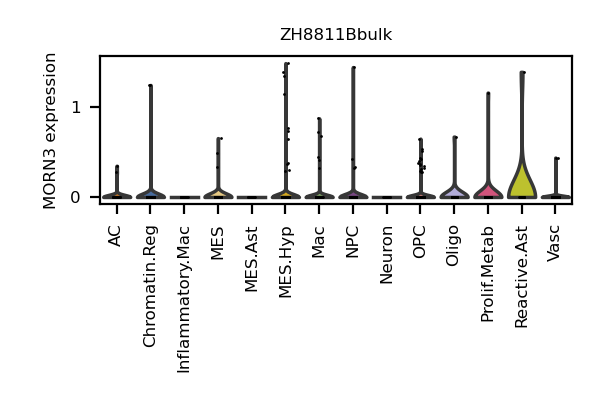 ZH8811Bbulk
MORN3 expression
1
0
AC
Chromatin.Reg
Inflammatory.Mac
MES
MES.Ast
MES.Hyp
Mac
NPC
Neuron
OPC
Oligo
Prolif.Metab
Reactive.Ast
Vasc